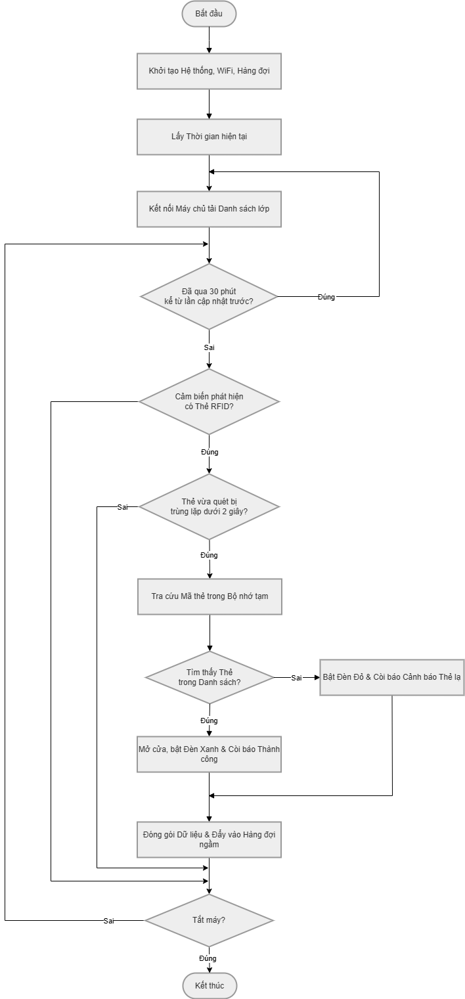 Bắt đầu
Khởi tạo Hệ thống, WiFi, Hàng đợi
Lấy Thời gian hiện tại
Kết nối Máy chủ tải Danh sách lớp
Đã qua 30 phút
kể từ lần cập nhật trước?
Đúng
Sai
Cảm biến phát hiện
có Thẻ RFID?
Đúng
Thẻ vừa quét bị
trùng lặp dưới 2 giây?
Sai
Đúng
Tra cứu Mã thẻ trong Bộ nhớ tạm
Tìm thấy Thẻ
trong Danh sách?
Sai
Bật Đèn Đỏ & Còi báo Cảnh báo Thẻ lạ
Đúng
Mở cửa, bật Đèn Xanh & Còi báo Thành
công
Đóng gói Dữ liệu & Đẩy vào Hàng đợi
ngầm
Tắt máy?
Sai
Đúng
Kết thúc